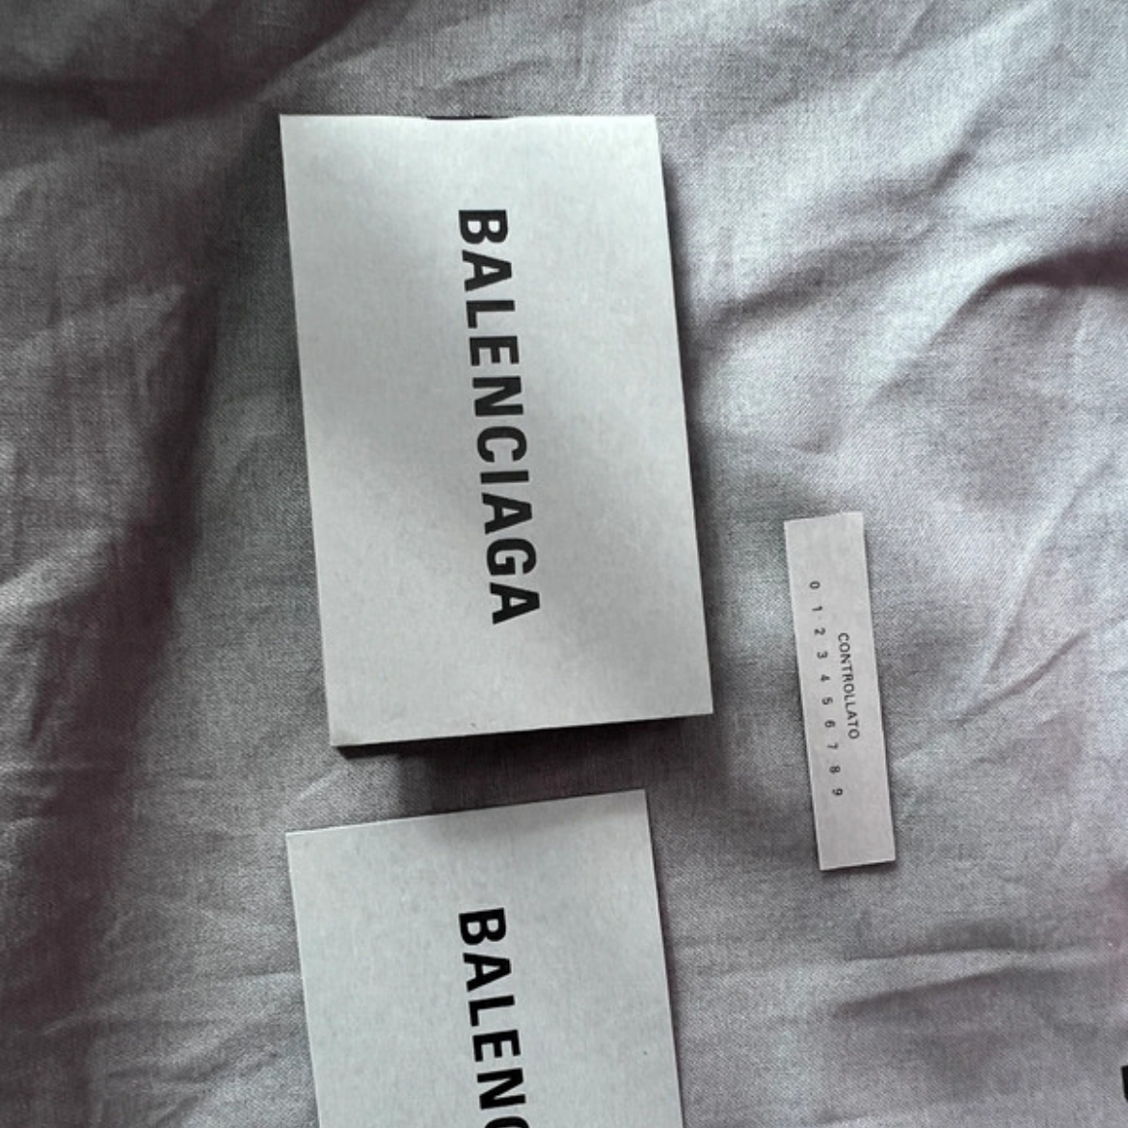 BALENCIAGA
CONTROLLATO
0 1 2 3 4 5 6 7 8 9
BALENC